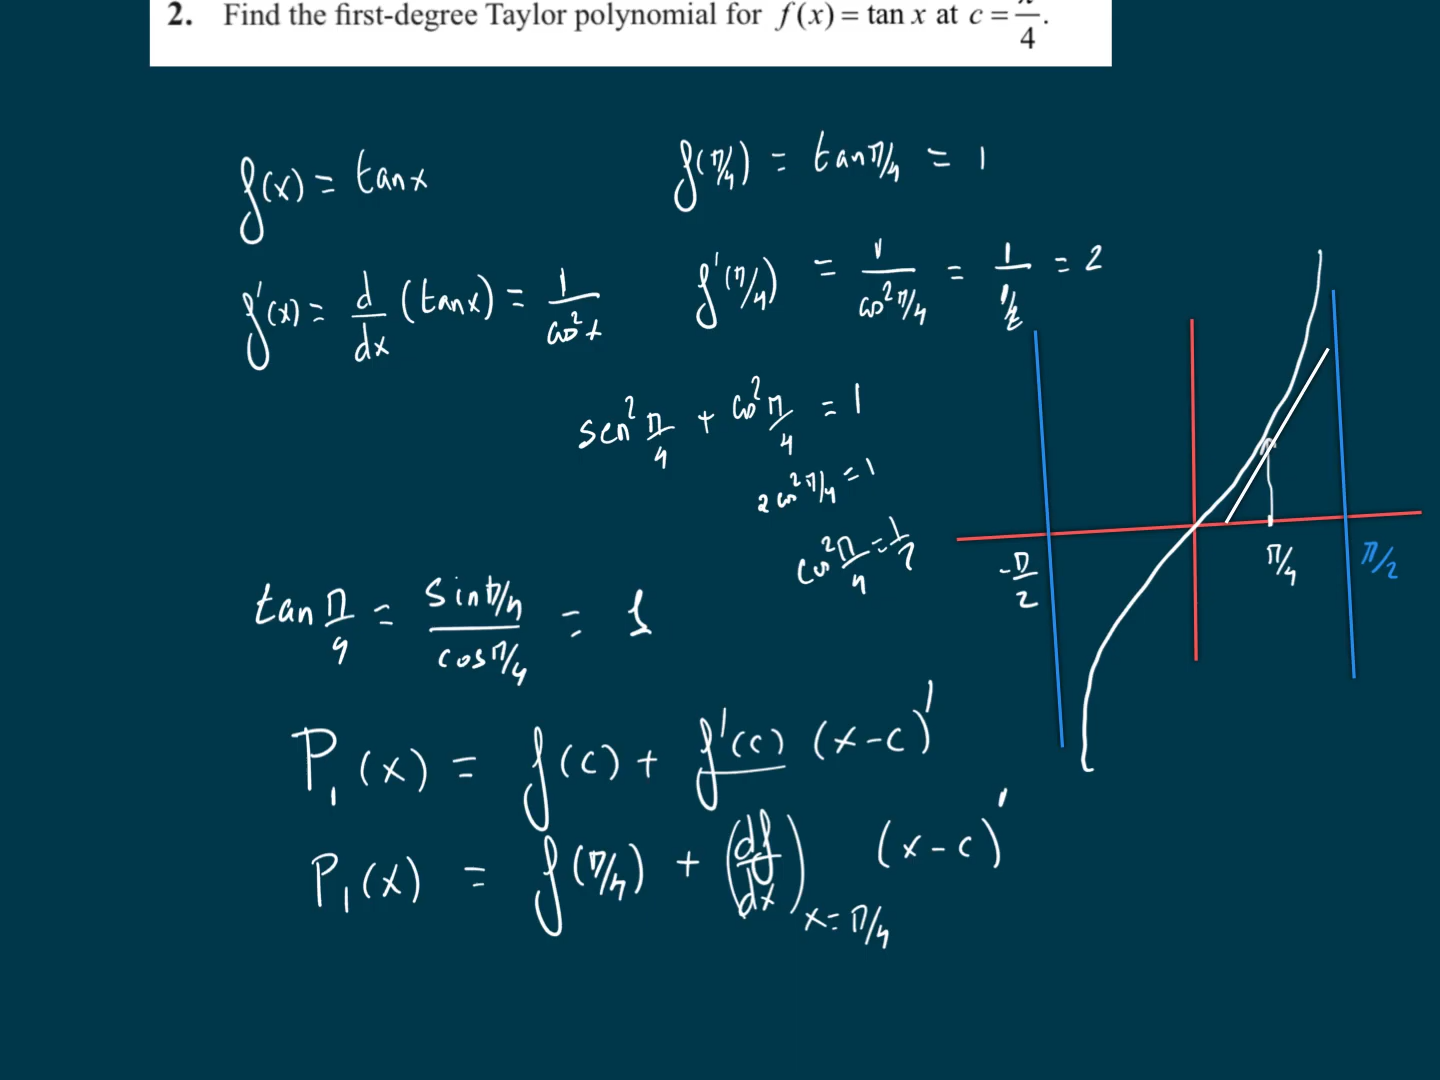 2. Find the first-degree Taylor polynomial for f(x) = tan x at c = π/4.
f(x) = tanx
f(π/4) = tanπ/4 = 1
f'(x) = d/dx (tanx) = 1/cos²x
f'(π/4) = 1/cos²π/4 = 1/(1/2) = 2
sen²π/4 + cos²π/4 = 1
2cos²π/4 = 1
cos²π/4 = 1/2
-π/2
π/4
π/2
tanπ/4 = sinπ/4/cosπ/4 = 1
P₁(x) = f(c) + f'(c) (x-c)¹
P₁(x) = f(π/4) + (df/dx)x=π/4 (x-c)¹